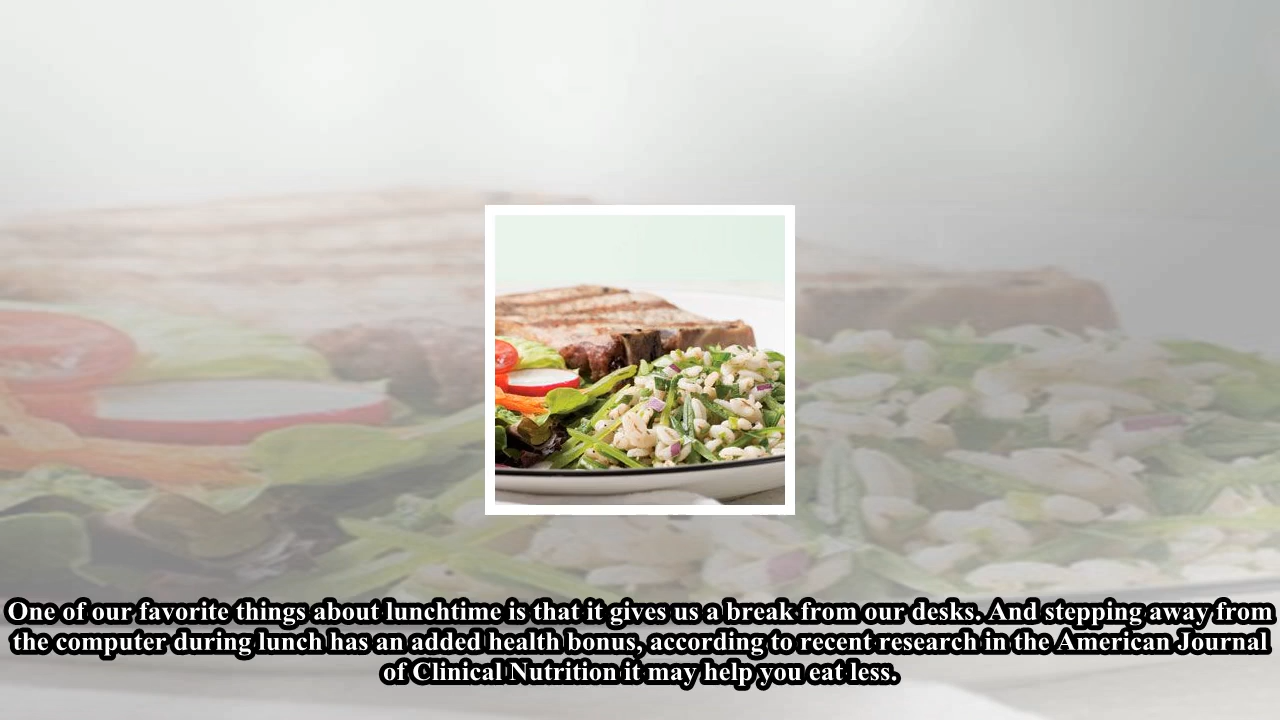 One of our favorite things about lunchtime is that it gives us a break from our desks. And stepping away from
the computer during lunch has an added health bonus, according to recent research in the American Journal
of Clinical Nutrition it may help you eat less.